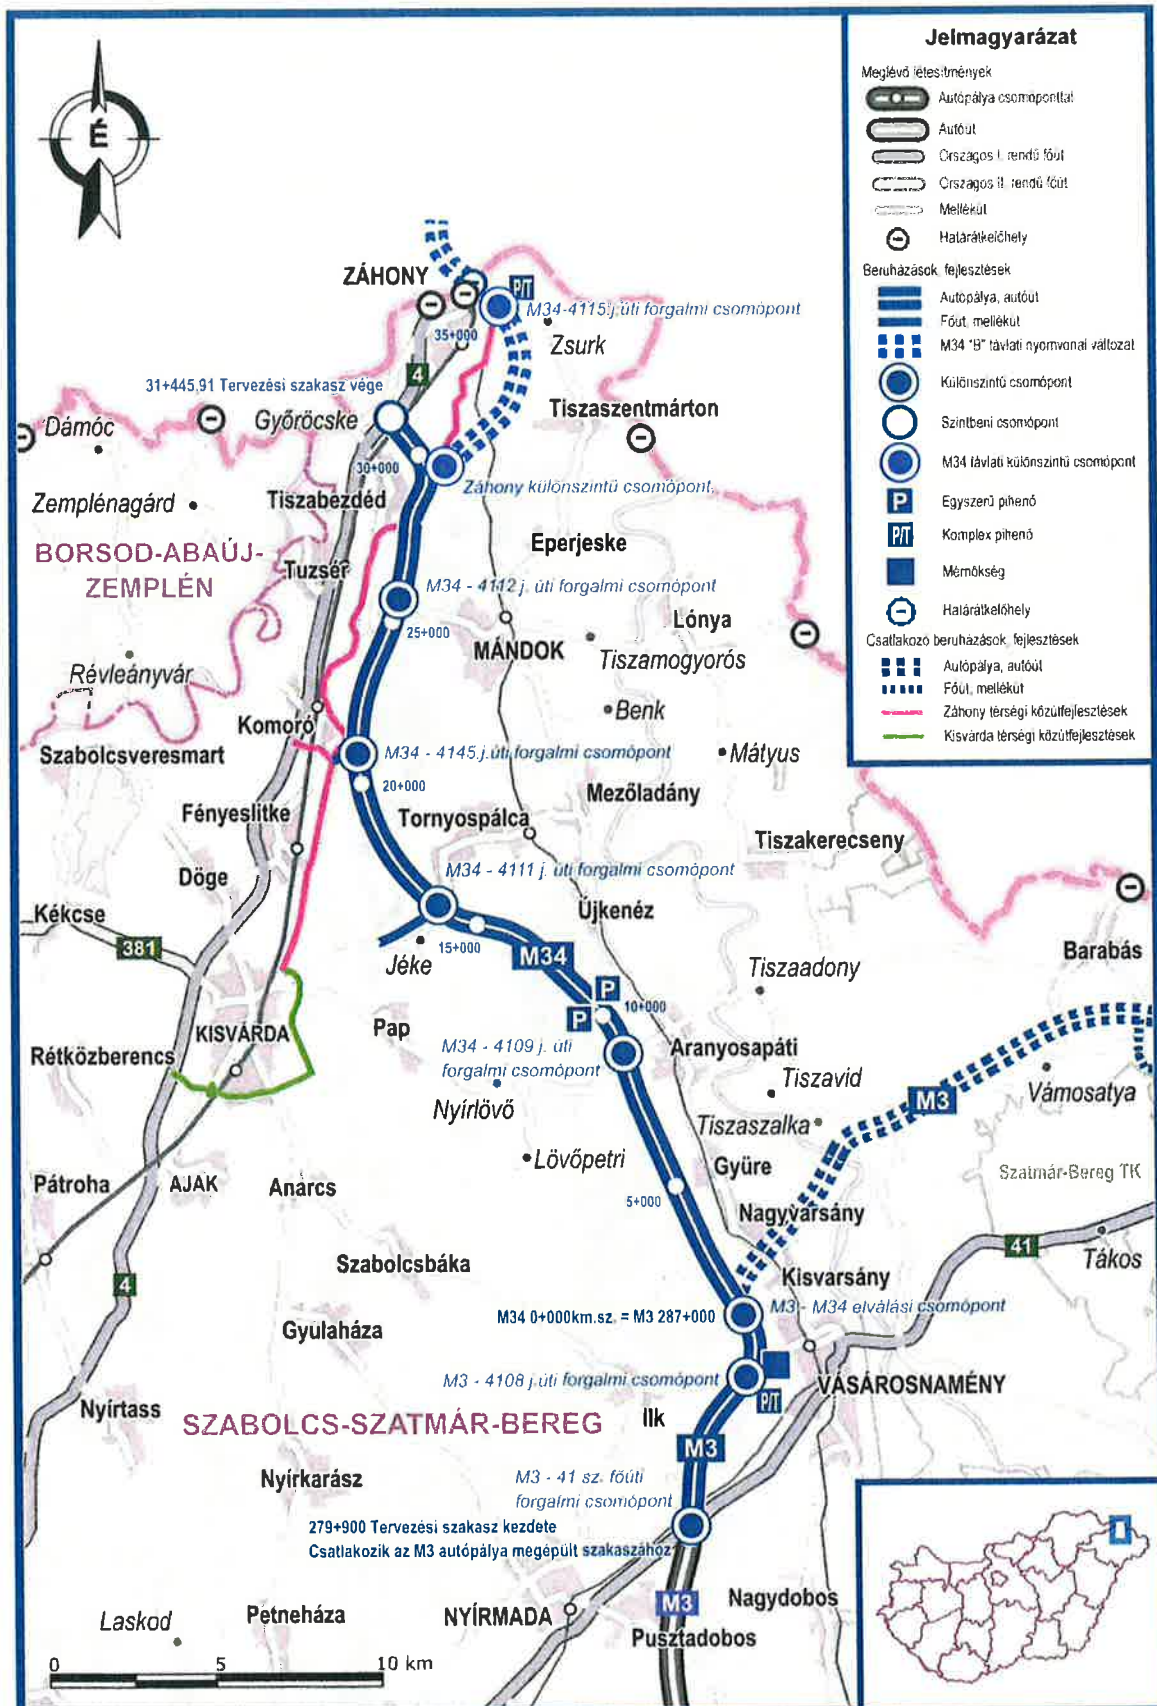 Jelmagyarázat
Meglévő létesítmények
Autópálya csomóponttal
Autóút
Országos I. rendű főút
Országos II. rendű főút
Mellékút
Határátkelőhely
Beruházások, fejlesztések
Autópálya, autóút
Főút, mellékút
M34 "B" távlati nyomvonal változat
Különszintű csomópont
Szintbeni csomópont
M34 távlati különszintű csomópont
P Egyszerű pihenő
P/T Komplex pihenő
Mérnökség
Határátkelőhely
Csatlakozó beruházások, fejlesztések
Autópálya, autóút
Főút, mellékút
Záhony térségi közútfejlesztések
Kisvárda térségi közútfejlesztések
É
ZÁHONY
P/T
M34-4115 j. úti forgalmi csomópont
35+000
Zsurk
4
31+445,91 Tervezési szakasz vége
Győröcske
Tiszaszentmárton
Dámóc
30+000
Záhony különszintű csomópont
Zemplénagárd
Tiszabezdéd
BORSOD-ABAÚJ-
ZEMPLÉN
Eperjeske
Tuzsér
M34 - 4112 j. úti forgalmi csomópont
25+000
Lónya
MÁNDOK
Tiszamogyorós
Révleányvár
Benk
Komoró
Szabolcsveresmart
M34 - 4145 j. úti forgalmi csomópont
Mátyus
20+000
Mezőladány
Fényeslitke
Tornyospálca
Tiszakerecseny
Döge
M34 - 4111 j. úti forgalmi csomópont
Kékcse
Újkenéz
381
15+000
Jéke
M34
Barabás
Tiszaadony
P
P
10+000
Pap
KISVÁRDA
Rétközberencs
M34 - 4109 j. úti
forgalmi csomópont
Aranyosapáti
Tiszavid
M3
Vámosatya
Nyírlövő
Tiszaszalka
Lövőpetri
Gyüre
Szatmár-Bereg TK
Pátroha
AJAK
Anarcs
5+000
Nagyvarsány
41
Tákos
Szabolcsbáka
Kisvarsány
4
M34 0+000km.sz. = M3 287+000
M3 - M34 elválási csomópont
Gyulaháza
M3 - 4108 j. úti forgalmi csomópont
VÁSÁROSNAMÉNY
P/T
Nyírtass
SZABOLCS-SZATMÁR-BEREG
Ilk
M3
Nyírkarász
M3 - 41 sz. főúti
forgalmi csomópont
279+900 Tervezési szakasz kezdete
Csatlakozik az M3 autópálya megépült szakaszához
Laskod
Petneháza
NYÍRMADA
M3
Nagydobos
Pusztadobos
0 5 10 km